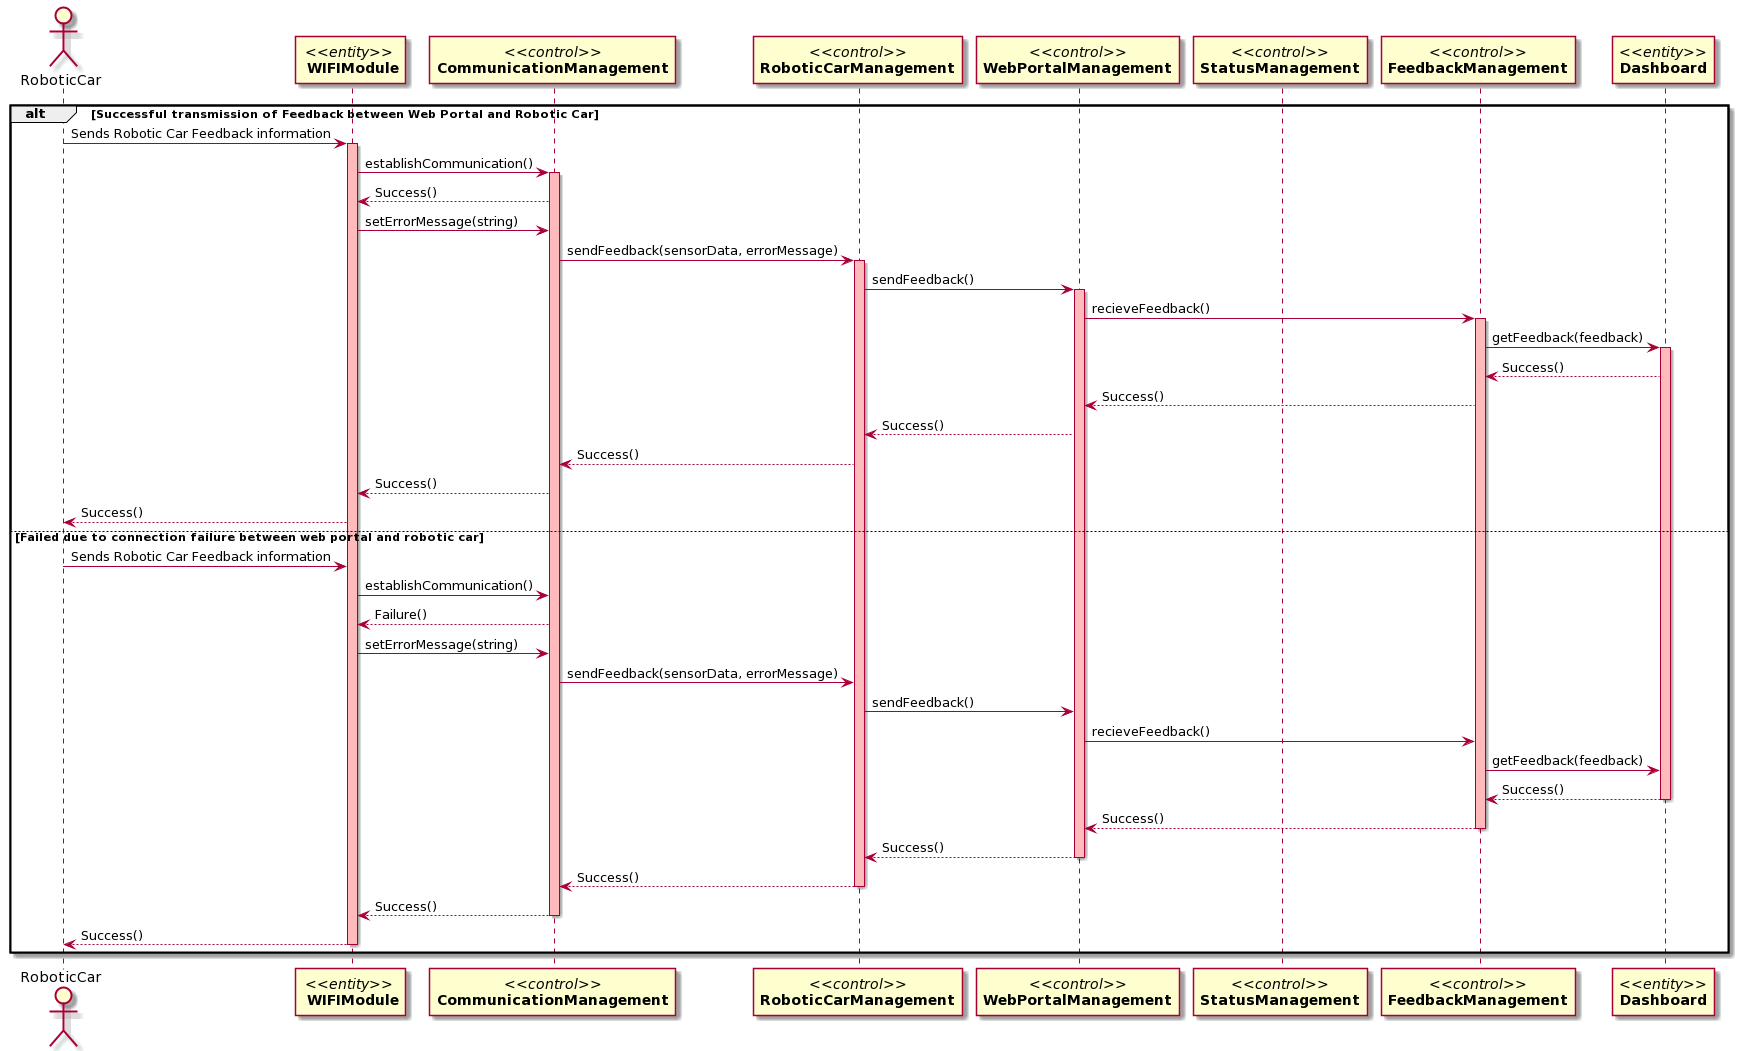 RoboticCar
<<entity>>
WIFIModule
<<control>>
CommunicationManagement
<<control>>
RoboticCarManagement
<<control>>
WebPortalManagement
<<control>>
StatusManagement
<<control>>
FeedbackManagement
<<entity>>
Dashboard
alt [Successful transmission of Feedback between Web Portal and Robotic Car]
Sends Robotic Car Feedback information
establishCommunication()
Success()
setErrorMessage(string)
sendFeedback(sensorData, errorMessage)
sendFeedback()
recieveFeedback()
getFeedback(feedback)
Success()
Success()
Success()
Success()
Success()
Success()
[Failed due to connection failure between web portal and robotic car]
Sends Robotic Car Feedback information
establishCommunication()
Failure()
setErrorMessage(string)
sendFeedback(sensorData, errorMessage)
sendFeedback()
recieveFeedback()
getFeedback(feedback)
Success()
Success()
Success()
Success()
Success()
Success()
RoboticCar
<<entity>>
WIFIModule
<<control>>
CommunicationManagement
<<control>>
RoboticCarManagement
<<control>>
WebPortalManagement
<<control>>
StatusManagement
<<control>>
FeedbackManagement
<<entity>>
Dashboard